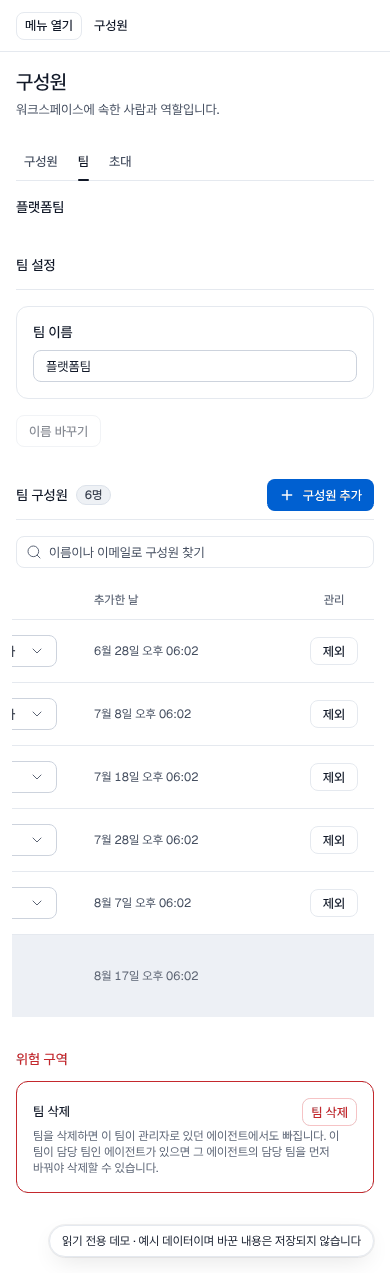 메뉴 열기 구성원
구성원
워크스페이스에 속한 사람과 역할입니다.
구성원 팀 초대
플랫폼팀
팀 설정
팀 이름
플랫폼팀
이름 바꾸기
팀 구성원 6명 + 구성원 추가
이름이나 이메일로 구성원 찾기
추가한 날 관리
6월 28일 오후 06:02 제외
7월 8일 오후 06:02 제외
7월 18일 오후 06:02 제외
7월 28일 오후 06:02 제외
8월 7일 오후 06:02 제외
8월 17일 오후 06:02
위험 구역
팀 삭제 팀 삭제
팀을 삭제하면 이 팀이 관리자로 있던 에이전트에서도 빠집니다. 이
팀이 담당 팀인 에이전트가 있으면 그 에이전트의 담당 팀을 먼저
바꿔야 삭제할 수 있습니다.
읽기 전용 데모 · 예시 데이터이며 바꾼 내용은 저장되지 않습니다